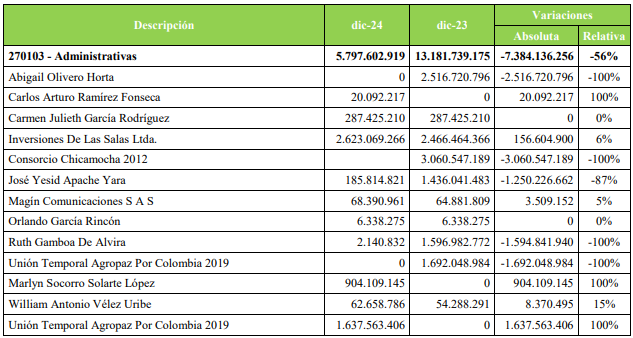 Descripción dic-24 dic-23 Variaciones
Absoluta Relativa
270103 - Administrativas 5.797.602.919 13.181.739.175 -7.384.136.256 -56%
Abigail Olivero Horta 0 2.516.720.796 -2.516.720.796 -100%
Carlos Arturo Ramírez Fonseca 20.092.217 0 20.092.217 100%
Carmen Julieth García Rodríguez 287.425.210 287.425.210 0 0%
Inversiones De Las Salas Ltda. 2.623.069.266 2.466.464.366 156.604.900 6%
Consorcio Chicamocha 2012 3.060.547.189 -3.060.547.189 -100%
José Yesid Apache Yara 185.814.821 1.436.041.483 -1.250.226.662 -87%
Magín Comunicaciones S A S 68.390.961 64.881.809 3.509.152 5%
Orlando García Rincón 6.338.275 6.338.275 0 0%
Ruth Gamboa De Alvira 2.140.832 1.596.982.772 -1.594.841.940 -100%
Unión Temporal Agropaz Por Colombia 2019 0 1.692.048.984 -1.692.048.984 -100%
Marlyn Socorro Solarte López 904.109.145 0 904.109.145 100%
William Antonio Vélez Uribe 62.658.786 54.288.291 8.370.495 15%
Unión Temporal Agropaz Por Colombia 2019 1.637.563.406 0 1.637.563.406 100%